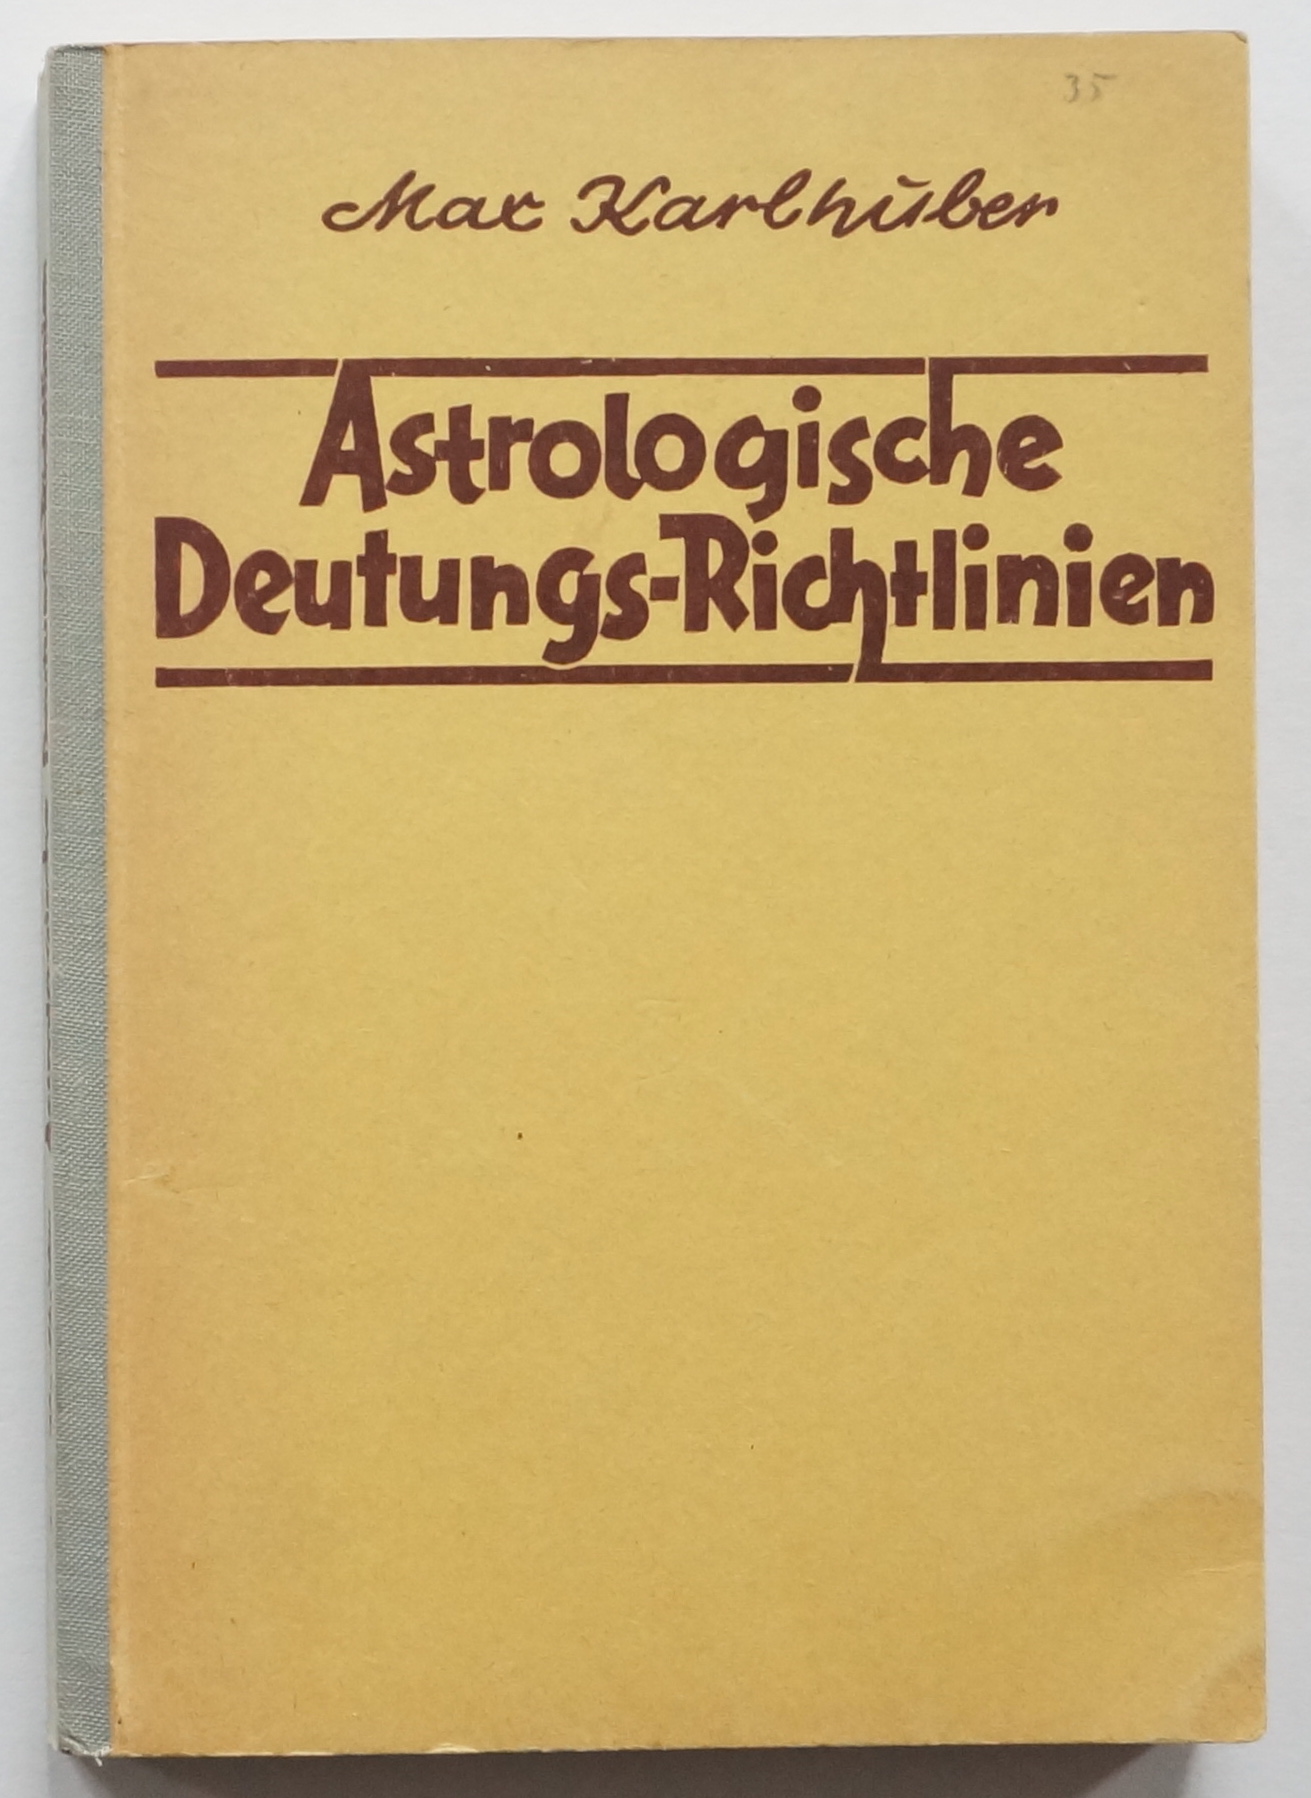 35
Max Karlhuber
Astrologische
Deutungs-Richtlinien